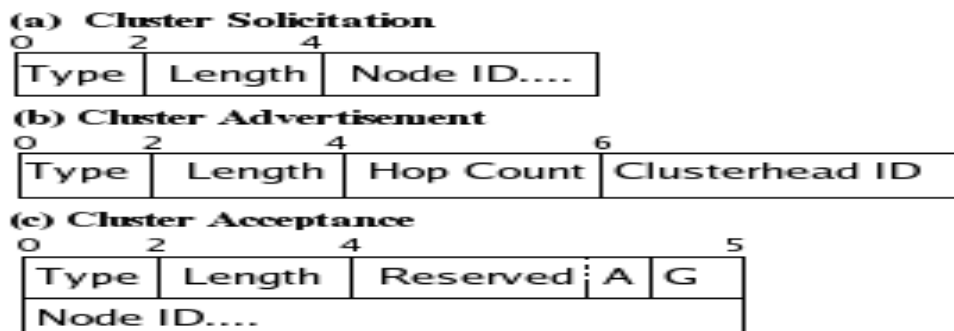 (a) Cluster Solicitation
0 2 4
Type Length Node ID....
(b) Cluster Advertisement
0 2 4 6
Type Length Hop Count Clusterhead ID
(c) Cluster Acceptance
0 2 4 5
Type Length Reserved A G
Node ID....